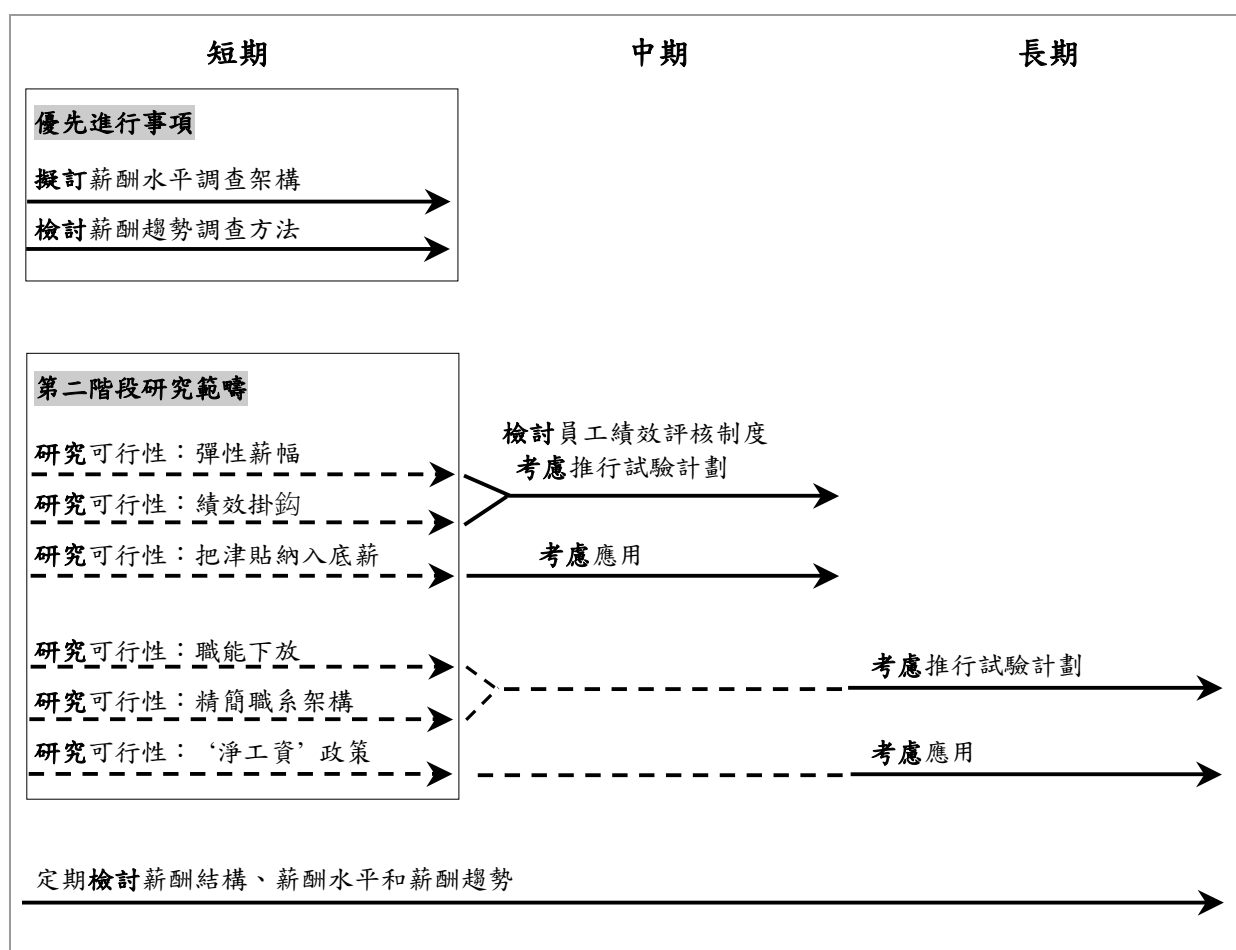 短期 中期 長期
優先進行事項
擬訂薪酬水平調查架構
檢討薪酬趨勢調查方法
第二階段研究範疇
研究可行性：彈性薪幅
研究可行性：績效掛鈎
檢討員工績效評核制度
考慮推行試驗計劃
研究可行性：把津貼納入底薪
考慮應用
研究可行性：職能下放
研究可行性：精簡職系架構
考慮推行試驗計劃
研究可行性：‘淨工資’政策
考慮應用
定期檢討薪酬結構、薪酬水平和薪酬趨勢